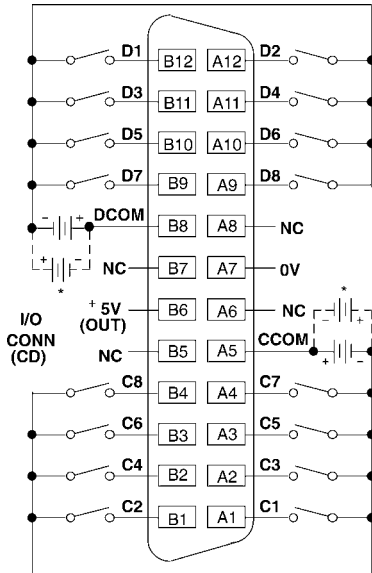 D1 B12 A12 D2
D3 B11 A11 D4
D5 B10 A10 D6
D7 B9 A9 D8
- + DCOM B8 A8 NC
+ - * NC B7 A7 0V
+ 5V (OUT) B6 A6 NC * - +
I/O CONN (CD) NC B5 A5 CCOM + -
C8 B4 A4 C7
C6 B3 A3 C5
C4 B2 A2 C3
C2 B1 A1 C1